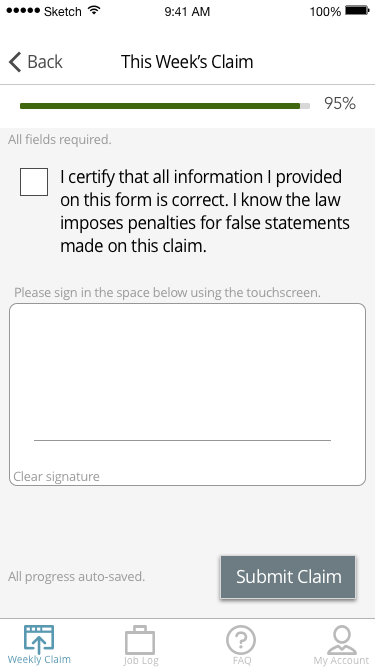 Sketch 9:41 AM 100%
Back This Week's Claim
95%
All fields required.
I certify that all information I provided
on this form is correct. I know the law
imposes penalties for false statements
made on this claim.
Please sign in the space below using the touchscreen.
Clear signature
All progress auto-saved. Submit Claim
Weekly Claim Job Log FAQ My Account